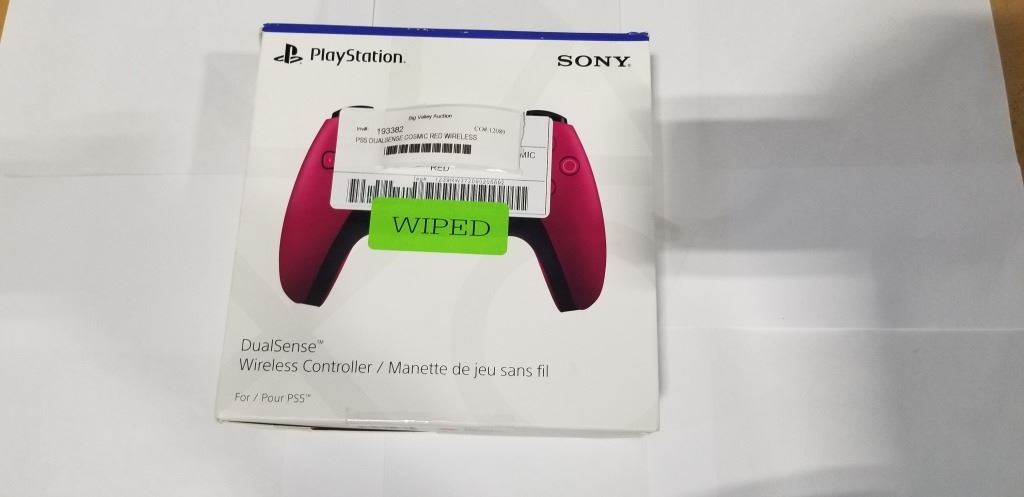 PlayStation.
SONY
Big Valley Auction
Inv#: 193382
PS5 DUALSENSE COSMIC RED WIRELESS
MIC
RED
WIPED
DualSense™
Wireless Controller / Manette de jeu sans fil
For / Pour PS5™